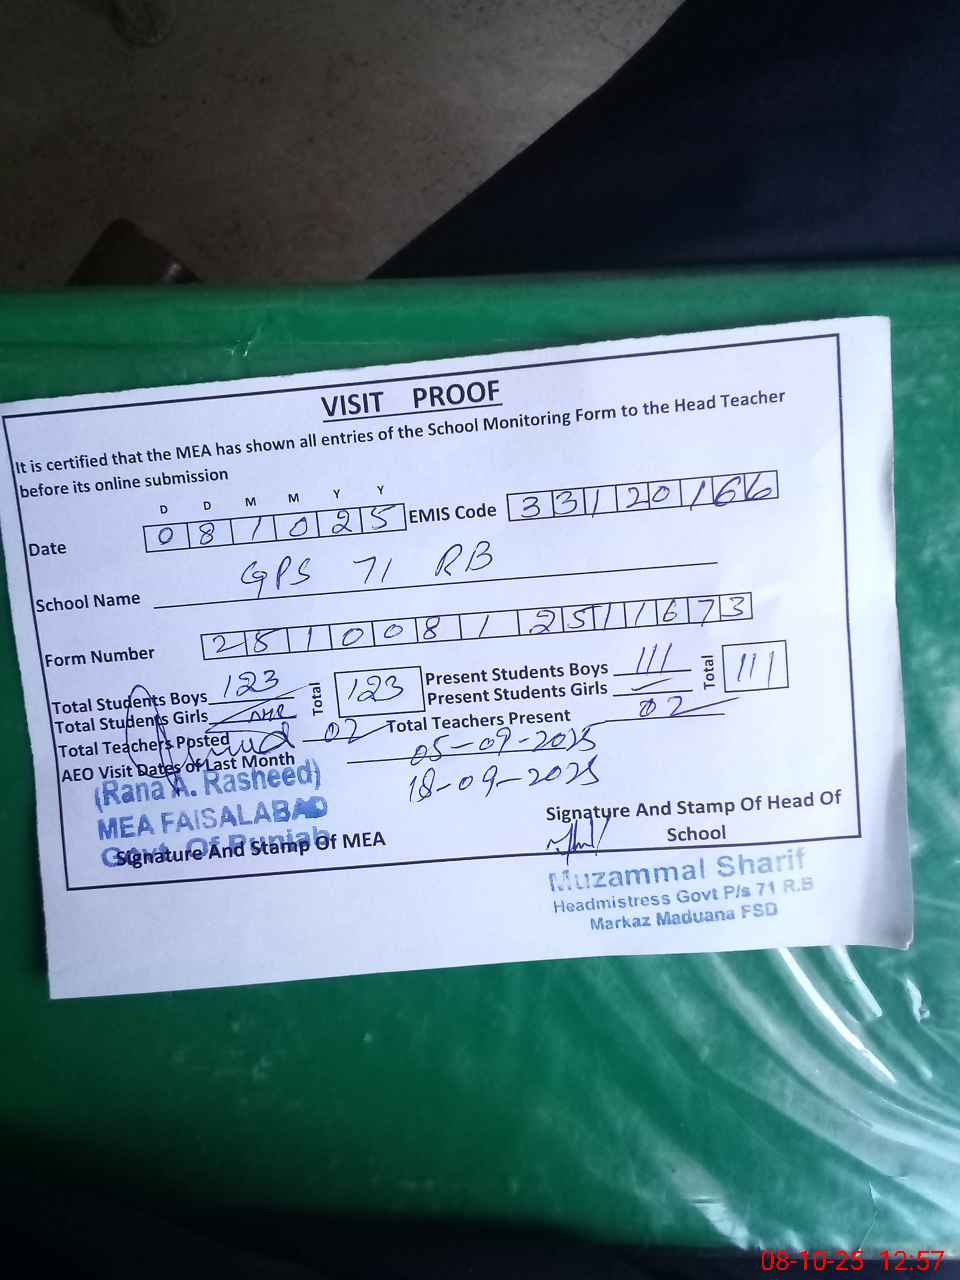 VISIT PROOF
It is certified that the MEA has shown all entries of the School Monitoring Form to the Head Teacher
before its online submission
D D M M Y Y
Date 0 8 1 0 2 5 EMIS Code 3 3 1 2 0 1 6 6
School Name GPS 71 RB
Form Number 2 5 1 0 0 8 1 2 5 1 1 6 7 3
Total Students Boys 123 Total 123 Present Students Boys 111 Total 111
Total Students Girls Present Students Girls
Total Teachers Posted 02 Total Teachers Present 02
AEO Visit Dates of Last Month 05-09-2025
18-09-2025
(Rana A. Rasheed)
MEA FAISALABAD
Govt. Of Punjab
Signature And Stamp Of MEA
Signature And Stamp Of Head Of
School
Muzammal Sharif
Headmistress Govt P/s 71 R.B
Markaz Maduana FSD
08-10-25 12:57